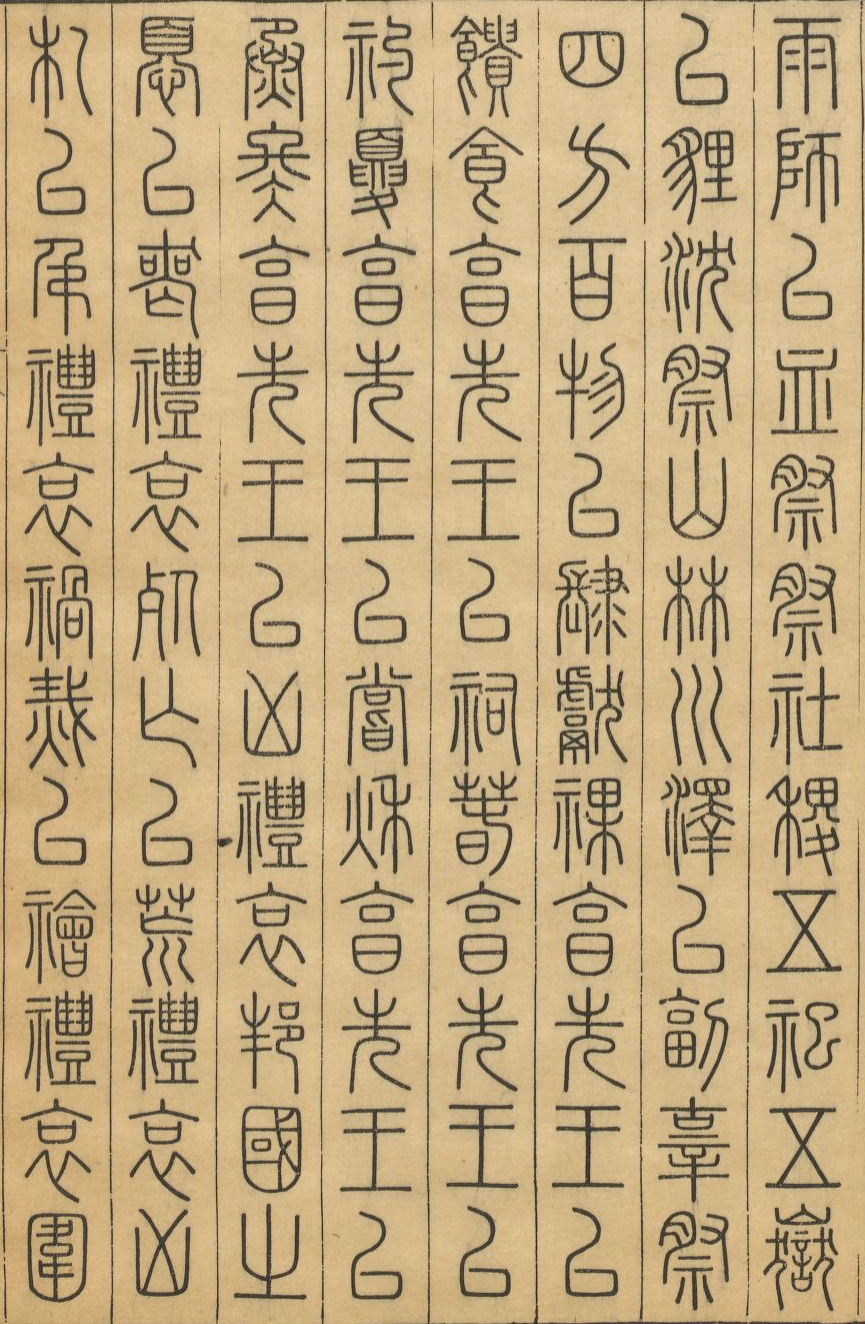 雨師以血祭祭社稷五祀五嶽
以貍沈祭山林川澤以副辜祭
四方百物以肆獻祼享先王以
饋食享先王以祠春享先王以
礿夏享先王以嘗秋享先王以
烝冬享先王以凶禮哀邦國之
憂以喪禮哀死亡以荒禮哀凶
札以弔禮哀禍烖以禬禮哀圍